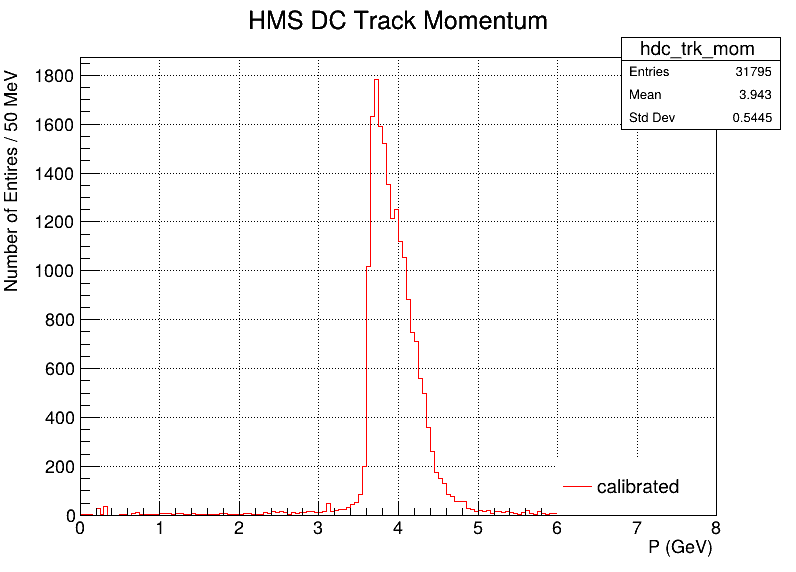 HMS DC Track Momentum
hdc_trk_mom
Entries 31795
Mean 3.943
Std Dev 0.5445
Number of Entires / 50 MeV
1800
1600
1400
1200
1000
800
600
400
200
0
calibrated
0 1 2 3 4 5 6 7 8
P (GeV)